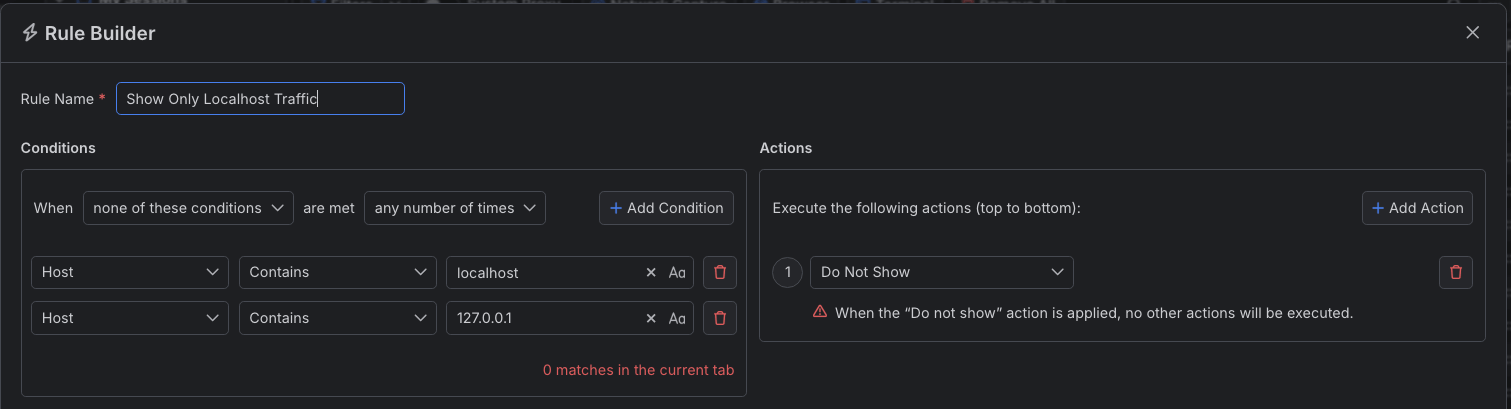 Rule Builder
Rule Name * Show Only Localhost Traffic
Conditions
When none of these conditions are met any number of times + Add Condition
Host Contains localhost × Aa
Host Contains 127.0.0.1 × Aa
0 matches in the current tab
Actions
Execute the following actions (top to bottom): + Add Action
1 Do Not Show
When the “Do not show” action is applied, no other actions will be executed.